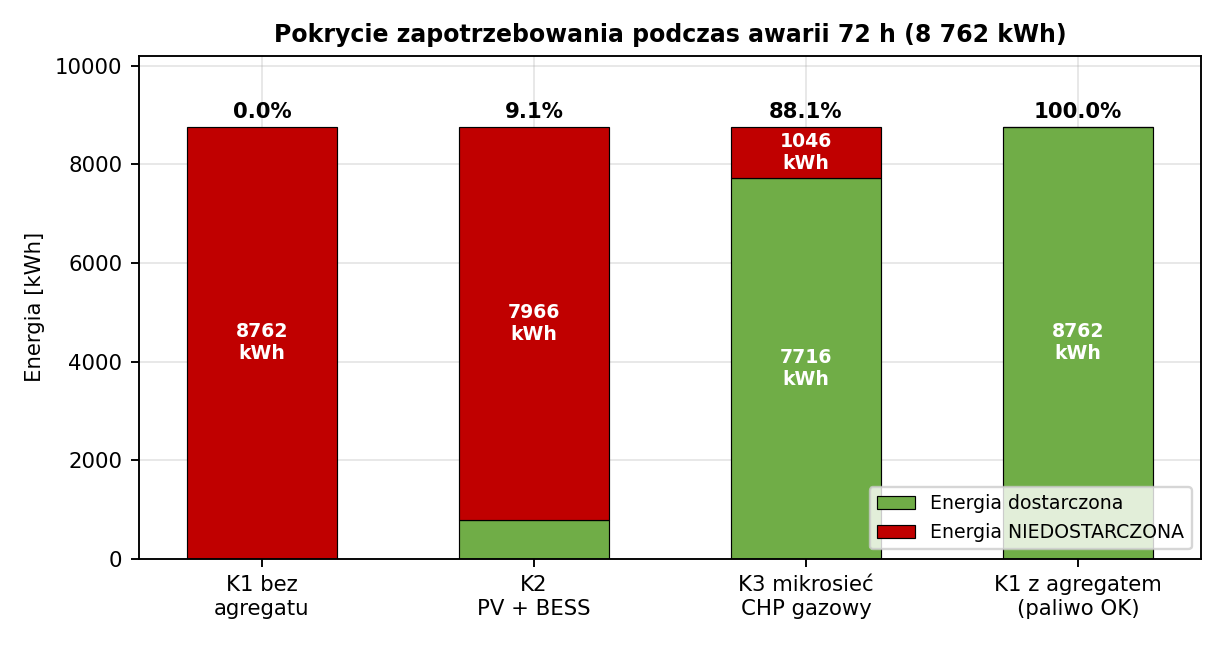 Pokrycie zapotrzebowania podczas awarii 72 h (8 762 kWh)
Energia [kWh]
10000
8000
6000
4000
2000
0
0.0%
9.1%
88.1%
100.0%
8762
kWh
7966
kWh
1046
kWh
7716
kWh
8762
kWh
Energia dostarczona
Energia NIEDOSTARCZONA
K1 bez
agregatu
K2
PV + BESS
K3 mikrosieć
CHP gazowy
K1 z agregatem
(paliwo OK)